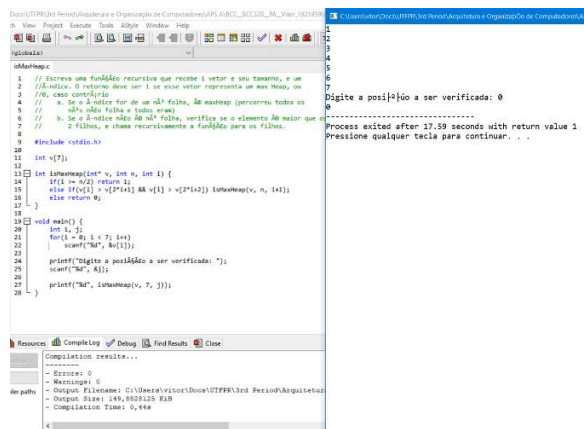 Docs\UTFPR\3rd Period\Arquitetura e Organização de Computadores\APS A\BCC_BCC32B_PA_Vitor_1921959
View Project Execute Tools AStyle Window Help
(globals)
isMaxHeap
1 // Escreva uma função recursiva que recebe 1 vetor e seu tamanho, e um
2 //Ã­ndice. O retorno deve ser 1 se esse vetor representa um max Heap, ou
3 //0, caso contrÃ¡rio
4 // a. Se o Ã­ndice for de um nÃ³ folha, Ã© maxHeap (percorreu todos os
5 // nÃ³s nÃ£o folha e todos eram)
6 // b. Se o Ã­ndice nÃ£o Ã© nÃ³ folha, verifica se o elemento Ã© maior que os
7 // 2 filhos, e chama recursivamente a funÃ§Ã£o para os filhos.
8
9 #include <stdio.h>
10
11 int v[7];
12
13 int isMaxHeap(int* v, int n, int i) {
14 if(i >= n/2) return 1;
15 else if(v[i] > v[2*i+1] && v[i] > v[2*i+2]) isMaxHeap(v, n, i+1);
16 else return 0;
17 }
18
19 void main() {
20 int i, j;
21 for(i = 0; i < 7; i++)
22 scanf("%d", &v[i]);
23
24 printf("Digite a posiÃ§Ã£o a ser verificada: ");
25 scanf("%d", &j);
26
27 printf("%d", isMaxHeap(v, 7, j));
28 }
Resources Compile Log Debug Find Results Close
Compilation results...
--------
- Errors: 0
- Warnings: 0
- Output Filename: C:\Users\vitor\Docs\UTFPR\3rd Period\Arquitetur
- Output Size: 149,8828125 KiB
- Compilation Time: 0,44s
der paths
C:\Users\vitor\Docs\UTFPR\3rd Period\Arquitetura e Organização De Computadores\A
1
2
3
4
5
6
7
Digite a posi├º├úo a ser verificada: 0
0
--------------------------------
Process exited after 17.59 seconds with return value 1
Pressione qualquer tecla para continuar. . .